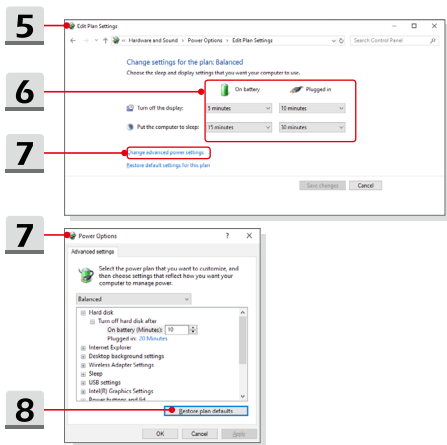 5
Edit Plan Settings
« Hardware and Sound › Power Options › Edit Plan Settings
Search Control Panel
Change settings for the plan: Balanced
Choose the sleep and display settings that you want your computer to use.
6
On battery
Plugged in
Turn off the display:
5 minutes
10 minutes
Put the computer to sleep:
15 minutes
30 minutes
7
Change advanced power settings
Restore default settings for this plan
Save changes
Cancel
7
Power Options
?
Advanced settings
Select the power plan that you want to customize, and
then choose settings that reflect how you want your
computer to manage power.
Balanced
Hard disk
Turn off hard disk after
On battery (Minutes): 10
Plugged in: 20 Minutes
Internet Explorer
Desktop background settings
Wireless Adapter Settings
Sleep
USB settings
Intel(R) Graphics Settings
Power buttons and lid
8
Restore plan defaults
OK
Cancel
Apply